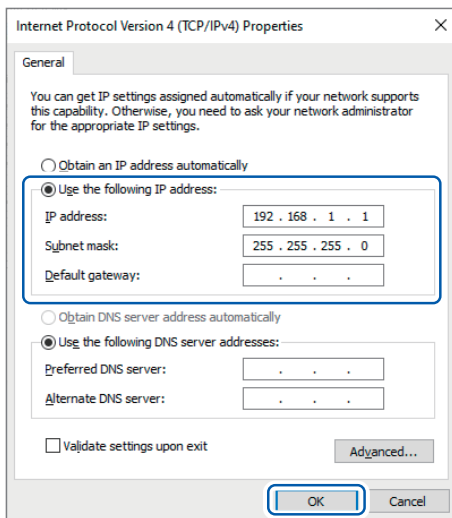 Internet Protocol Version 4 (TCP/IPv4) Properties
General
You can get IP settings assigned automatically if your network supports
this capability. Otherwise, you need to ask your network administrator
for the appropriate IP settings.
Obtain an IP address automatically
Use the following IP address:
IP address: 192 . 168 . 1 . 1
Subnet mask: 255 . 255 . 255 . 0
Default gateway: . . .
Obtain DNS server address automatically
Use the following DNS server addresses:
Preferred DNS server: . . .
Alternate DNS server: . . .
Validate settings upon exit
Advanced...
OK Cancel